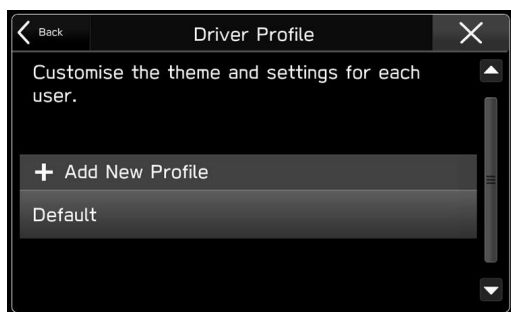 Back
Driver Profile
Customise the theme and settings for each
user.
+ Add New Profile
Default